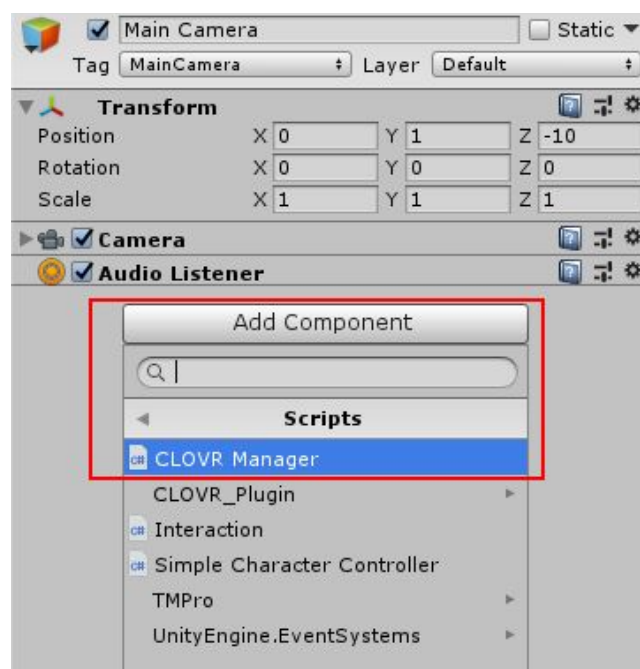 Main Camera Static
Tag MainCamera Layer Default
Transform
Position X 0 Y 1 Z -10
Rotation X 0 Y 0 Z 0
Scale X 1 Y 1 Z 1
Camera
Audio Listener
Add Component
Scripts
c# CLOVR Manager
CLOVR_Plugin
c# Interaction
c# Simple Character Controller
TMPro
UnityEngine.EventSystems